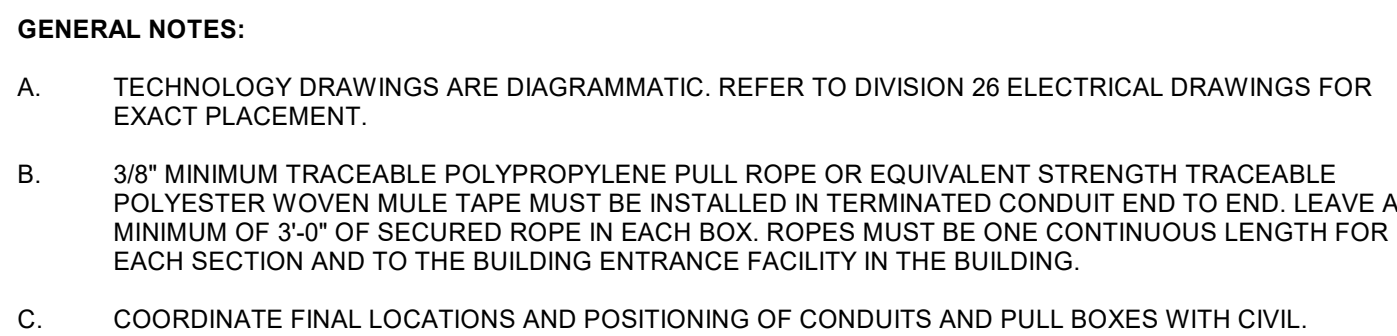 GENERAL NOTES:
A. TECHNOLOGY DRAWINGS ARE DIAGRAMMATIC. REFER TO DIVISION 26 ELECTRICAL DRAWINGS FOR
EXACT PLACEMENT.
B. 3/8" MINIMUM TRACEABLE POLYPROPYLENE PULL ROPE OR EQUIVALENT STRENGTH TRACEABLE
POLYESTER WOVEN MULE TAPE MUST BE INSTALLED IN TERMINATED CONDUIT END TO END. LEAVE A
MINIMUM OF 3'-0" OF SECURED ROPE IN EACH BOX. ROPES MUST BE ONE CONTINUOUS LENGTH FOR
EACH SECTION AND TO THE BUILDING ENTRANCE FACILITY IN THE BUILDING.
C. COORDINATE FINAL LOCATIONS AND POSITIONING OF CONDUITS AND PULL BOXES WITH CIVIL.